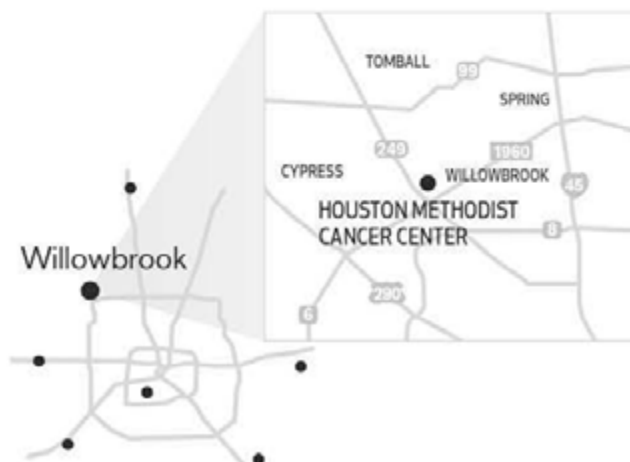 TOMBALL
99
SPRING
249
1960
CYPRESS
WILLOWBROOK
45
HOUSTON METHODIST
CANCER CENTER
8
Willowbrook
290
6